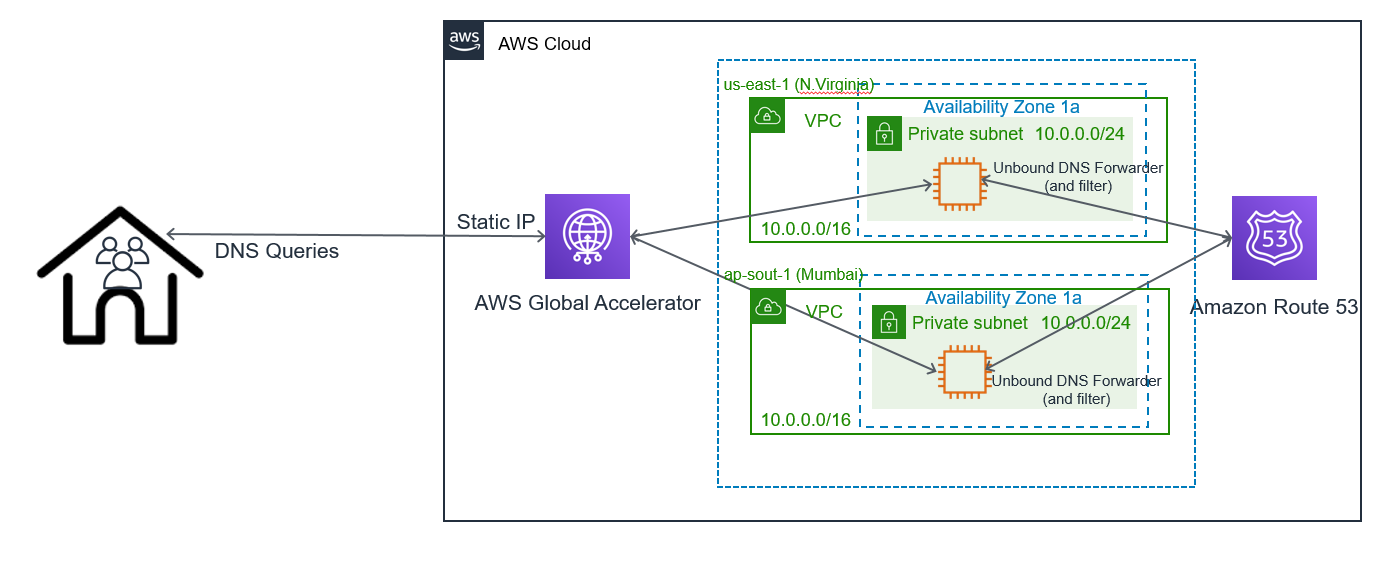 aws
AWS Cloud
us-east-1 (N.Virginia)
Availability Zone 1a
VPC
Private subnet 10.0.0.0/24
Unbound DNS Forwarder
(and filter)
10.0.0.0/16
Static IP
DNS Queries
AWS Global Accelerator
53
Amazon Route 53
ap-sout-1 (Mumbai)
Availability Zone 1a
VPC
Private subnet 10.0.0.0/24
Unbound DNS Forwarder
(and filter)
10.0.0.0/16